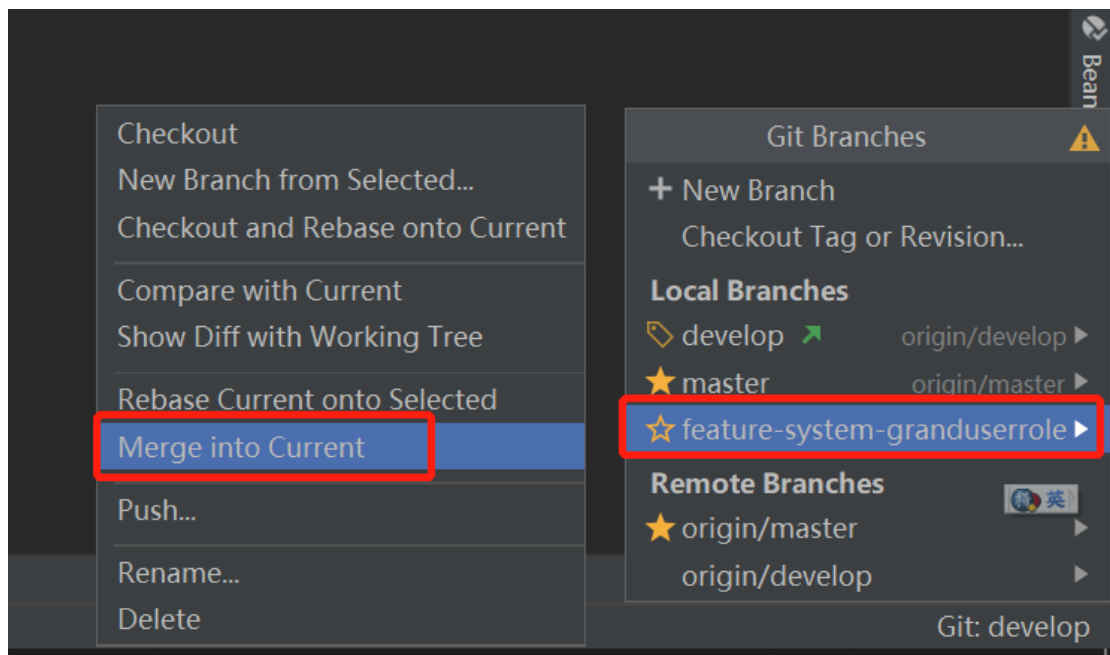 Bean
Checkout
New Branch from Selected...
Checkout and Rebase onto Current
Compare with Current
Show Diff with Working Tree
Rebase Current onto Selected
Merge into Current
Push...
Rename...
Delete
Git Branches
New Branch
Checkout Tag or Revision...
Local Branches
develop origin/develop
master origin/master
feature-system-granduserrole
Remote Branches
英
origin/master
origin/develop
Git: develop